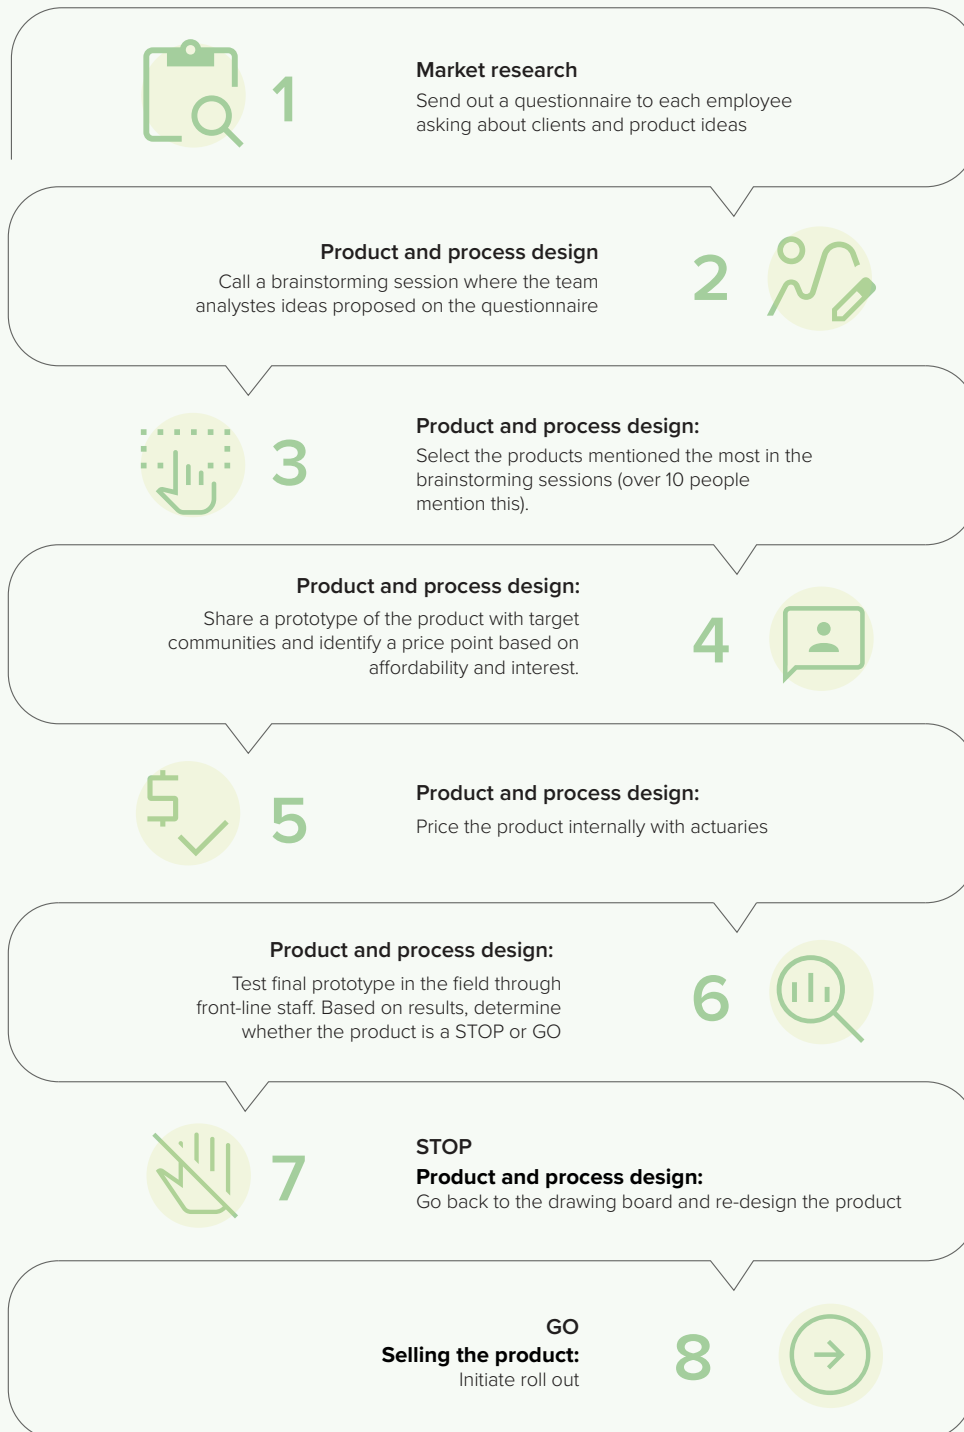 1
Market research
Send out a questionnaire to each employee
asking about clients and product ideas
Product and process design
Call a brainstorming session where the team
analystes ideas proposed on the questionnaire
2
3
Product and process design:
Select the products mentioned the most in the
brainstorming sessions (over 10 people
mention this).
Product and process design:
Share a prototype of the product with target
communities and identify a price point based on
affordability and interest.
4
5
Product and process design:
Price the product internally with actuaries
Product and process design:
Test final prototype in the field through
front-line staff. Based on results, determine
whether the product is a STOP or GO
6
7
STOP
Product and process design:
Go back to the drawing board and re-design the product
GO
Selling the product:
Initiate roll out
8